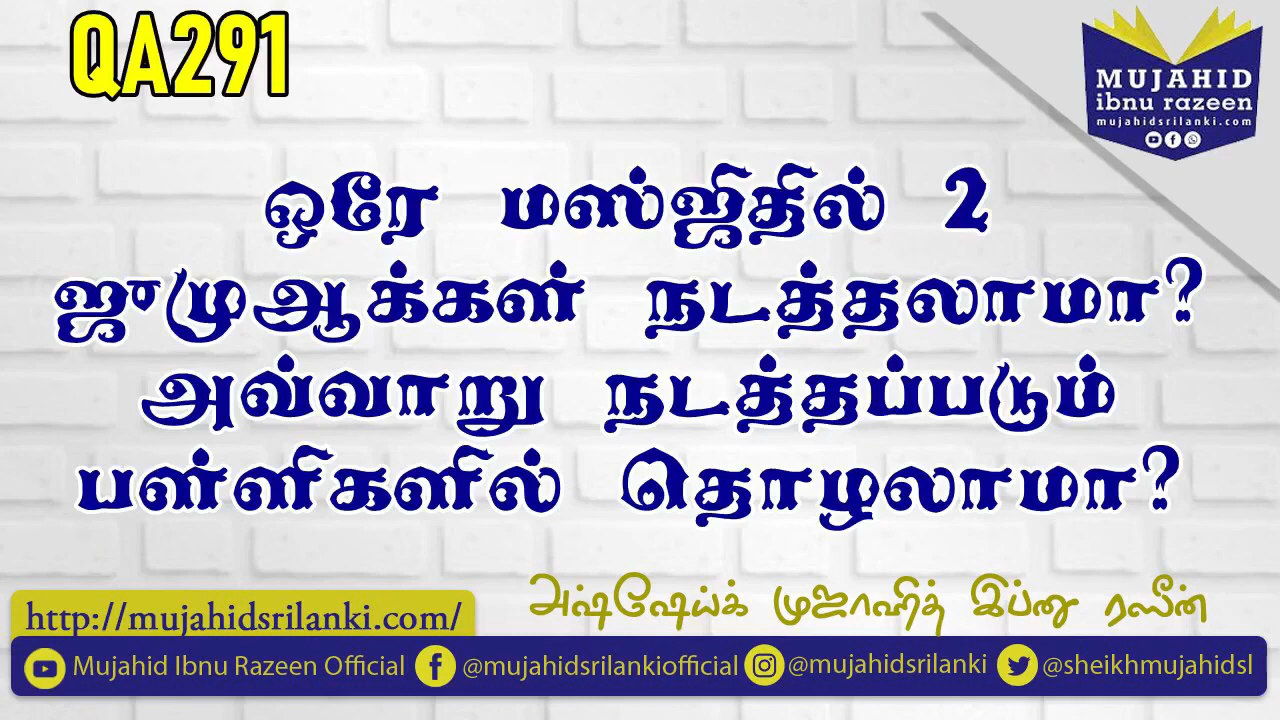 QA291
MUJAHID
ibnu razeen
mujahidsrilanki.com
ஒரே மஸ்ஜிதில் 2
ஜுமுஆக்கள் நடத்தலாமா?
அவ்வாறு நடத்தப்படும்
பள்ளிகளில் தொழலாமா?
அஷ்ஷேய்க் முஜாஹித் இப்னு ரஸீன்
http://mujahidsrilanki.com/
Mujahid Ibnu Razeen Official @mujahidsrilankiofficial @mujahidsrilanki @sheikhmujahidsl